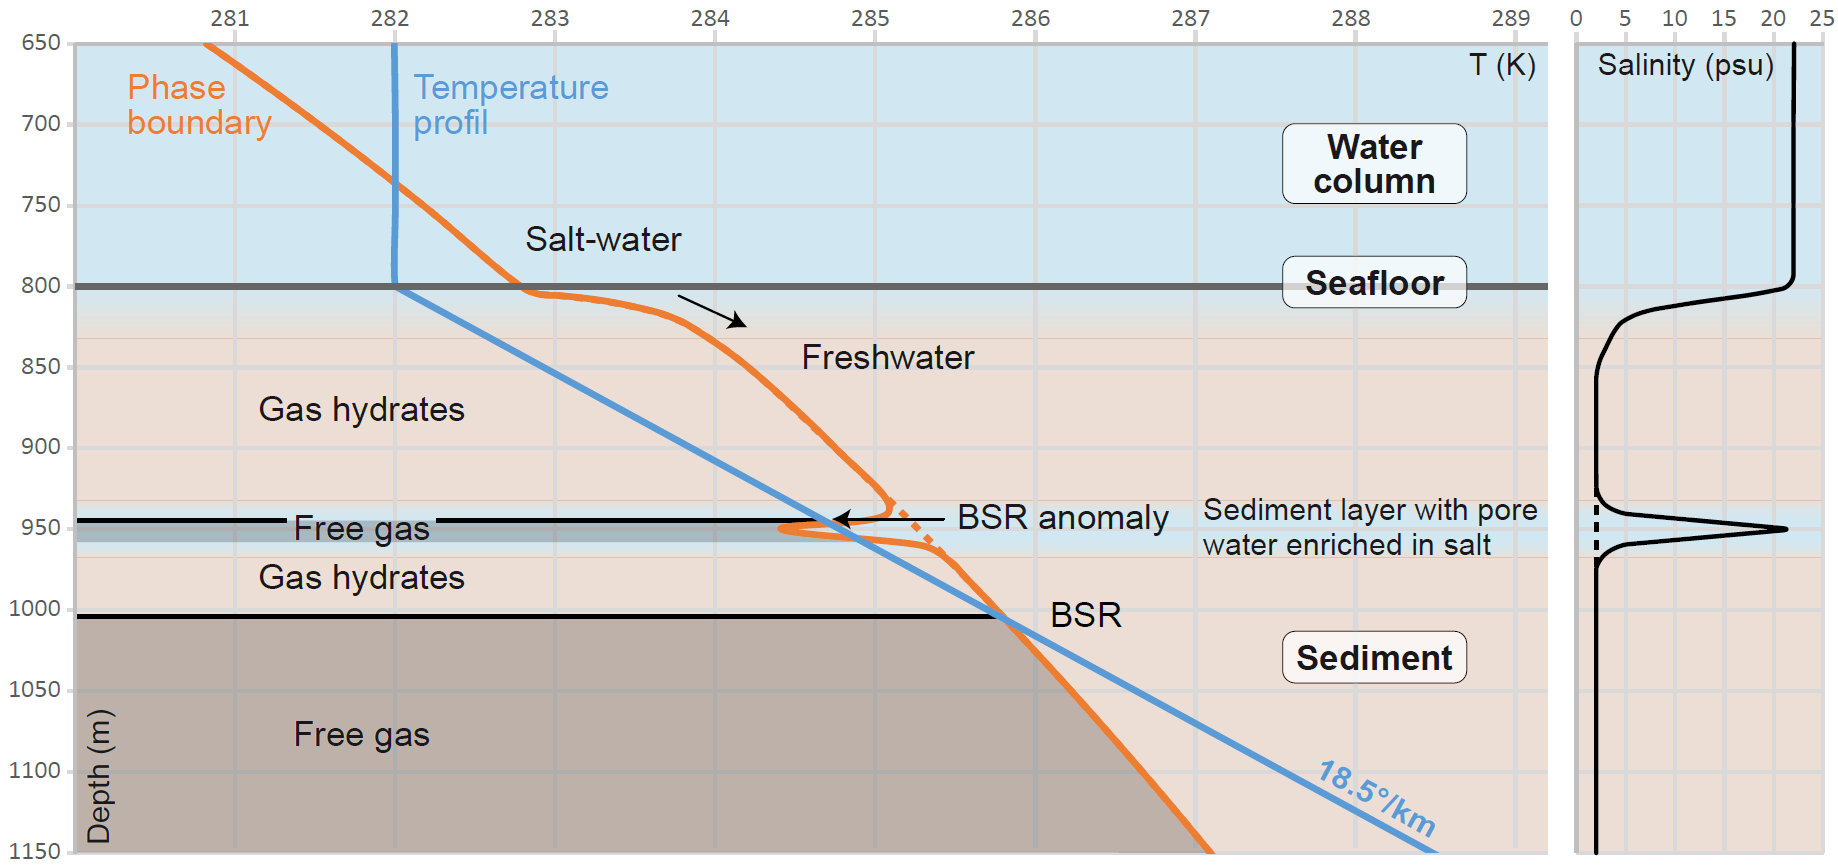 281 282 283 284 285 286 287 288 289 0 5 10 15 20 25
650
T (K)
Salinity (psu)
Phase
boundary
Temperature
profil
700
Water
column
750
Salt-water
800
Seafloor
850
Freshwater
Gas hydrates
900
950
Free gas
BSR anomaly
Sediment layer with pore
water enriched in salt
Gas hydrates
1000
BSR
Sediment
1050
Free gas
1100
18.5°/km
Depth (m)
1150